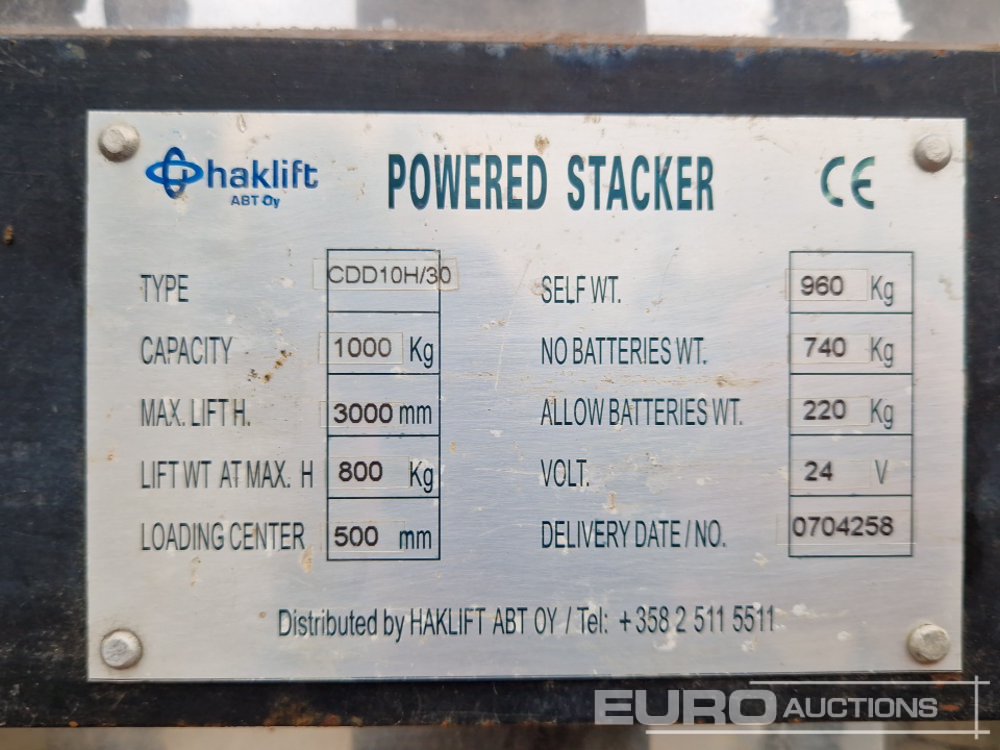 haklift
ABT Oy
POWERED STACKER
CE
TYPE CDD10H/30
CAPACITY 1000 Kg
MAX. LIFT H. 3000 mm
LIFT WT AT MAX. H 800 Kg
LOADING CENTER 500 mm
SELF WT. 960 Kg
NO BATTERIES WT. 740 Kg
ALLOW BATTERIES WT. 220 Kg
VOLT. 24 V
DELIVERY DATE / NO. 0704258
Distributed by HAKLIFT ABT OY / Tel: +358 2 511 5511
EURO AUCTIONS